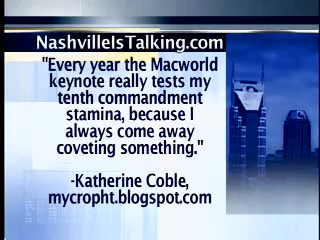 NashvilleIsTalking.com
"Every year the Macworld
keynote really tests my
tenth commandment
stamina, because I
always come away
coveting something."
-Katherine Coble,
mycropht.blogspot.com